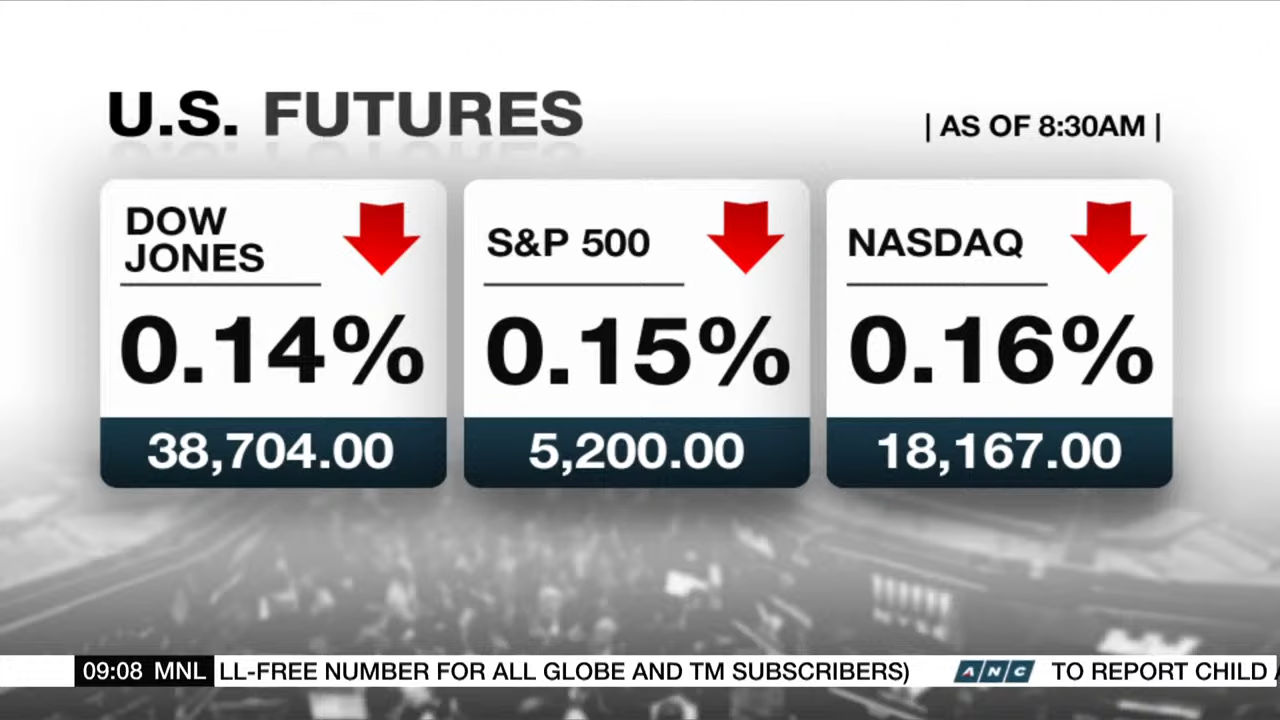 U.S. FUTURES
| AS OF 8:30AM |
DOW
JONES
0.14%
38,704.00
S&P 500
0.15%
5,200.00
NASDAQ
0.16%
18,167.00
09:08 MNL LL-FREE NUMBER FOR ALL GLOBE AND TM SUBSCRIBERS) ANC TO REPORT CHILD